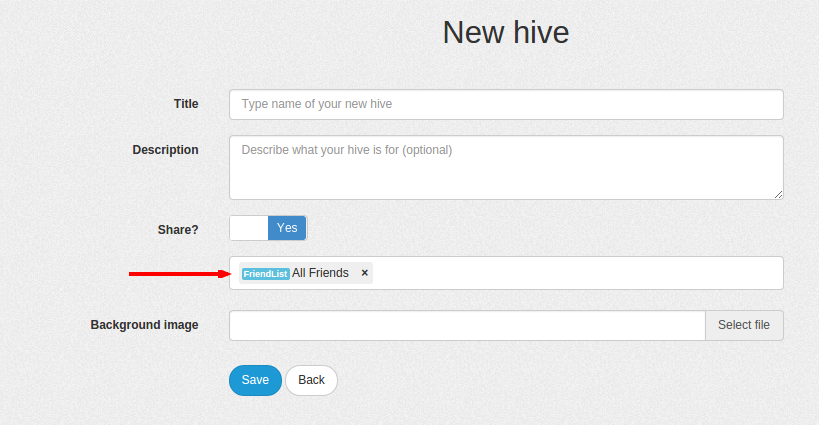 New hive
Title
Type name of your new hive
Description
Describe what your hive is for (optional)
Share?
Yes
FriendList All Friends ×
Background image
Select file
Save
Back